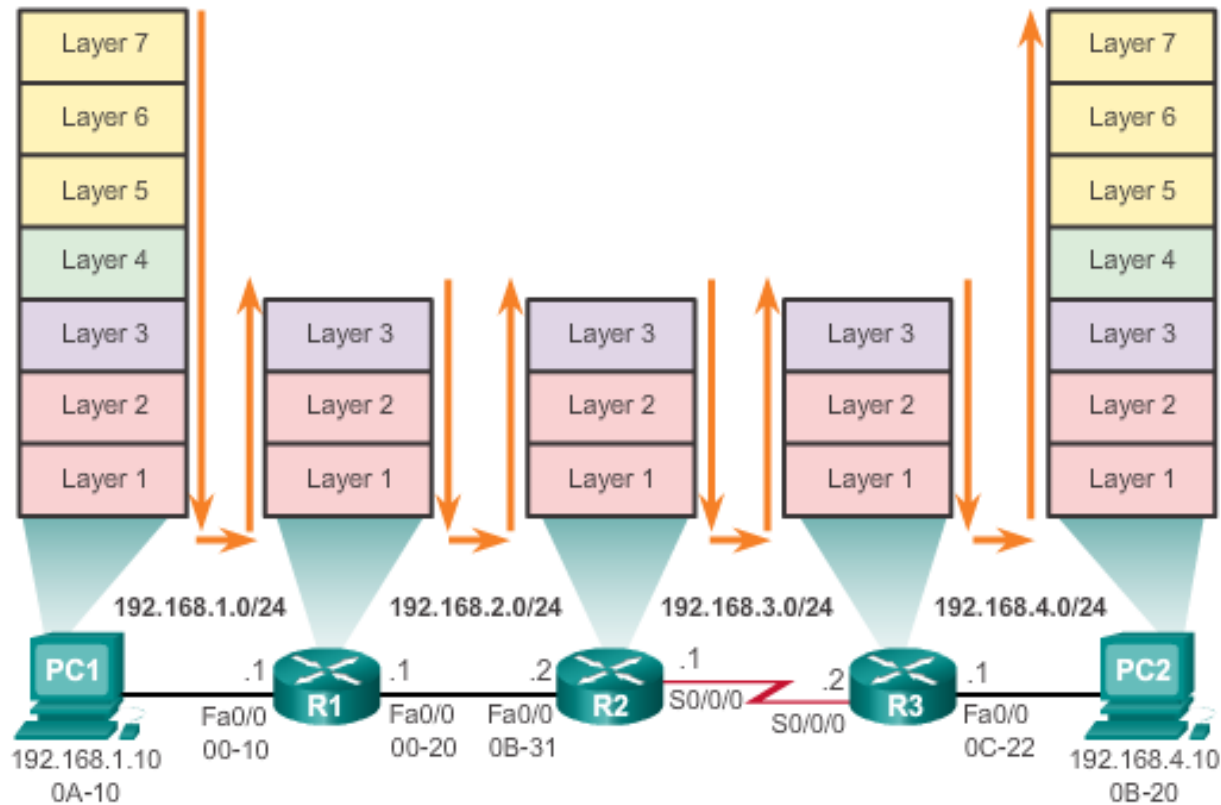 Layer 7
Layer 6
Layer 5
Layer 4
Layer 3
Layer 2
Layer 1
Layer 3
Layer 2
Layer 1
Layer 3
Layer 2
Layer 1
Layer 3
Layer 2
Layer 1
Layer 7
Layer 6
Layer 5
Layer 4
Layer 3
Layer 2
Layer 1
192.168.1.0/24
192.168.2.0/24
192.168.3.0/24
192.168.4.0/24
PC1
192.168.1.10
0A-10
.1
Fa0/0
00-10
R1
.1
Fa0/0
00-20
.2
Fa0/0
0B-31
R2
.1
S0/0/0
.2
S0/0/0
R3
.1
Fa0/0
0C-22
PC2
192.168.4.10
0B-20